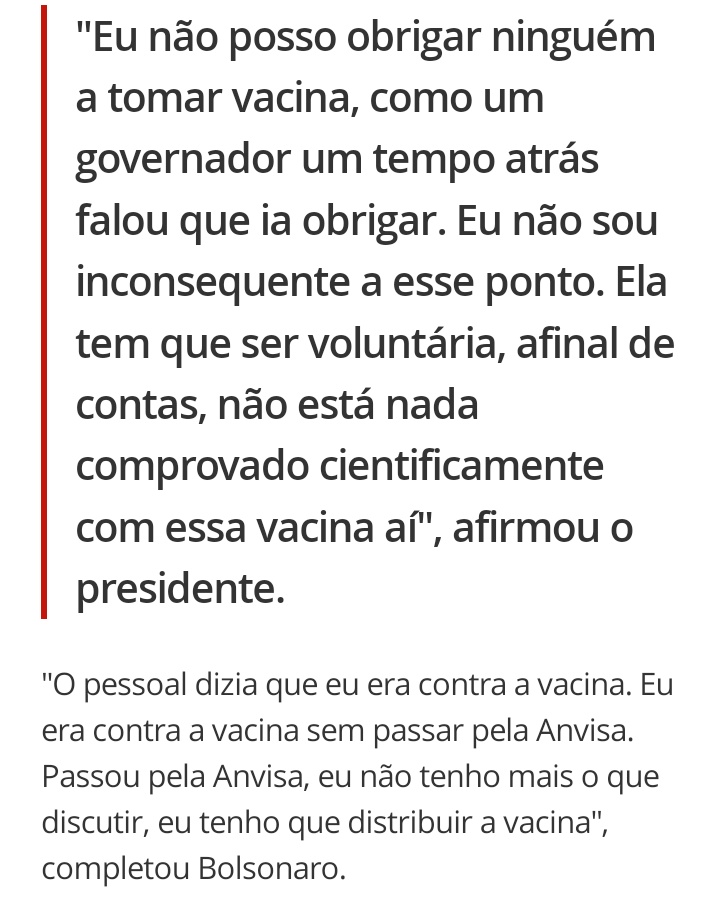 "Eu não posso obrigar ninguém
a tomar vacina, como um
governador um tempo atrás
falou que ia obrigar. Eu não sou
inconsequente a esse ponto. Ela
tem que ser voluntária, afinal de
contas, não está nada
comprovado cientificamente
com essa vacina aí", afirmou o
presidente.
"O pessoal dizia que eu era contra a vacina. Eu
era contra a vacina sem passar pela Anvisa.
Passou pela Anvisa, eu não tenho mais o que
discutir, eu tenho que distribuir a vacina",
completou Bolsonaro.